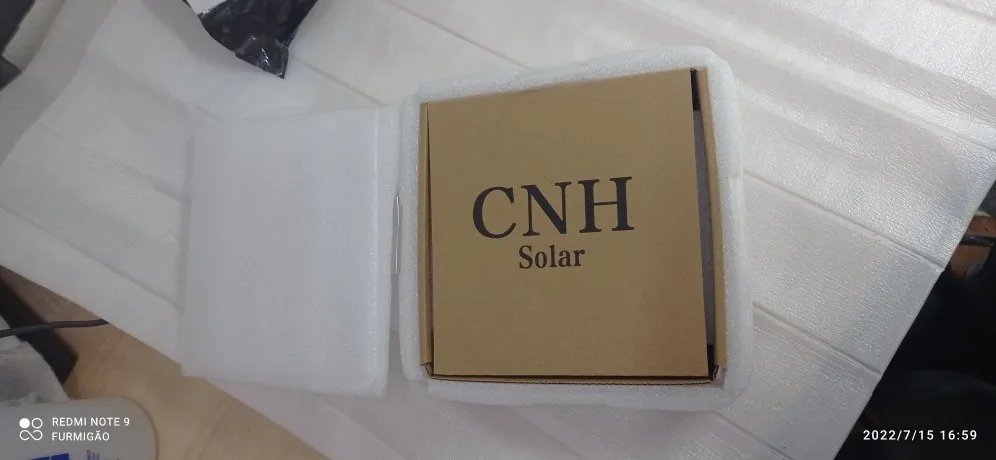 CNH
Solar
REDMI NOTE 9
FURMIGÃO
2022/7/15 16:59